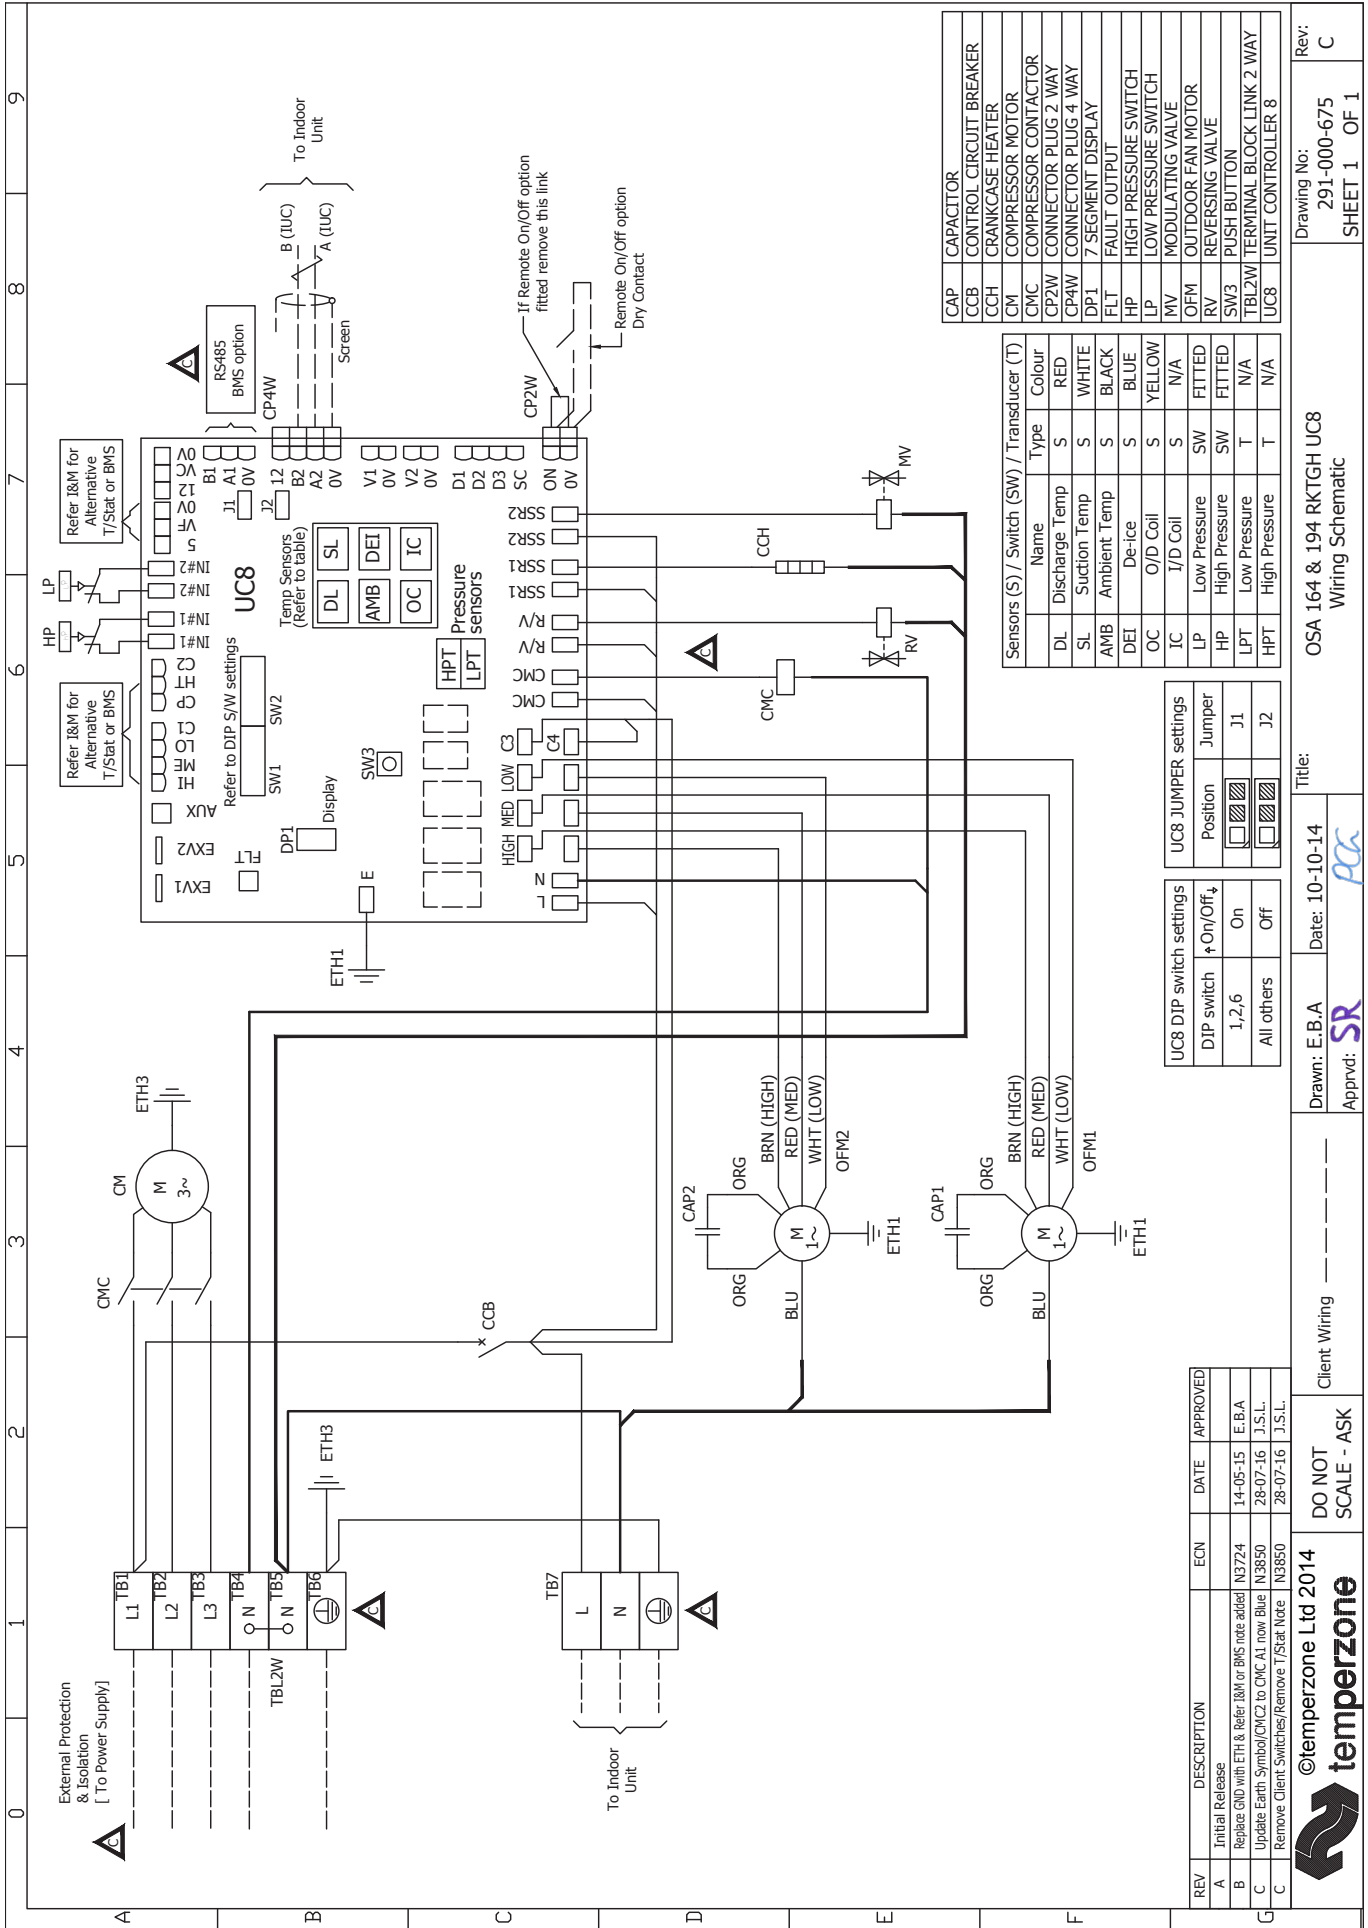 0 1 2 3 4 5 6 7 8 9
A
B
C
D
E
F
G
External Protection
& Isolation
[ To Power Supply]
C
TB1
L1
TB2
L2
TB3
L3
TB4
N
TB5
N
TB6
TBL2W
C
ETH3
TB7
L
N
C
To Indoor
Unit
CMC
CM
M
3~
ETH3
CCB
CAP2
ORG
ORG
BLU
M
1~
ETH1
BRN (HIGH)
RED (MED)
WHT (LOW)
OFM2
CAP1
ORG
ORG
BLU
M
1~
ETH1
BRN (HIGH)
RED (MED)
WHT (LOW)
OFM1
ETH1
E
EXV1
EXV2
FLT
AUX
HI
ME
LO
C1
CP
HT
C2
Refer I&M for
Alternative
T/Stat or BMS
HP
LP
IN#1
IN#1
IN#2
IN#2
5
VF
0V
12
VC
0V
Refer I&M for
Alternative
T/Stat or BMS
DP1
Display
Refer to DIP S/W settings
SW1
SW2
SW3
UC8
Temp Sensors
(Refer to table)
DL
SL
AMB
DEI
OC
IC
HPT
LPT
Pressure
sensors
J1
J2
B1
A1
0V
12
B2
A2
0V
V1
0V
V2
0V
D1
D2
D3
SC
ON
0V
L
N
HIGH
MED
LOW
C3
C4
CMC
CMC
R/V
R/V
SSR1
SSR1
SSR2
SSR2
C
RS485
BMS option
CP4W
Screen
B (IUC)
A (IUC)
To Indoor
Unit
CP2W
If Remote On/Off option
fitted remove this link
Remote On/Off option
Dry Contact
C
CMC
RV
CCH
MV
UC8 DIP switch settings
DIP switch ↑On/Off↓
1,2,6 On
All others Off
UC8 JUMPER settings
Position Jumper
J1
J2
Sensors (S) / Switch (SW) / Transducer (T)
Name Type Colour
DL Discharge Temp S RED
SL Suction Temp S WHITE
AMB Ambient Temp S BLACK
DEI De-ice S BLUE
OC O/D Coil S YELLOW
IC I/D Coil S N/A
LP Low Pressure SW FITTED
HP High Pressure SW FITTED
LPT Low Pressure T N/A
HPT High Pressure T N/A
CAP CAPACITOR
CCB CONTROL CIRCUIT BREAKER
CCH CRANKCASE HEATER
CM COMPRESSOR MOTOR
CMC COMPRESSOR CONTACTOR
CP2W CONNECTOR PLUG 2 WAY
CP4W CONNECTOR PLUG 4 WAY
DP1 7 SEGMENT DISPLAY
FLT FAULT OUTPUT
HP HIGH PRESSURE SWITCH
LP LOW PRESSURE SWITCH
MV MODULATING VALVE
OFM OUTDOOR FAN MOTOR
RV REVERSING VALVE
SW3 PUSH BUTTON
TBL2W TERMINAL BLOCK LINK 2 WAY
UC8 UNIT CONTROLLER 8
REV DESCRIPTION ECN DATE APPROVED
A Initial Release
B Replace GND with ETH & Refer I&M or BMS note added N3724 14-05-15 E.B.A
C Update Earth Symbol/CMC2 to CMC A1 now Blue N3850 28-07-16 J.S.L.
C Remove Client Switches/Remove T/Stat Note N3850 28-07-16 J.S.L.
©temperzone Ltd 2014
temperzone
DO NOT
SCALE - ASK
Client Wiring
Drawn: E.B.A
Date: 10-10-14
Apprvd: SR
Title:
OSA 164 & 194 RKTGH UC8
Wiring Schematic
Drawing No:
291-000-675
SHEET 1 OF 1
Rev:
C